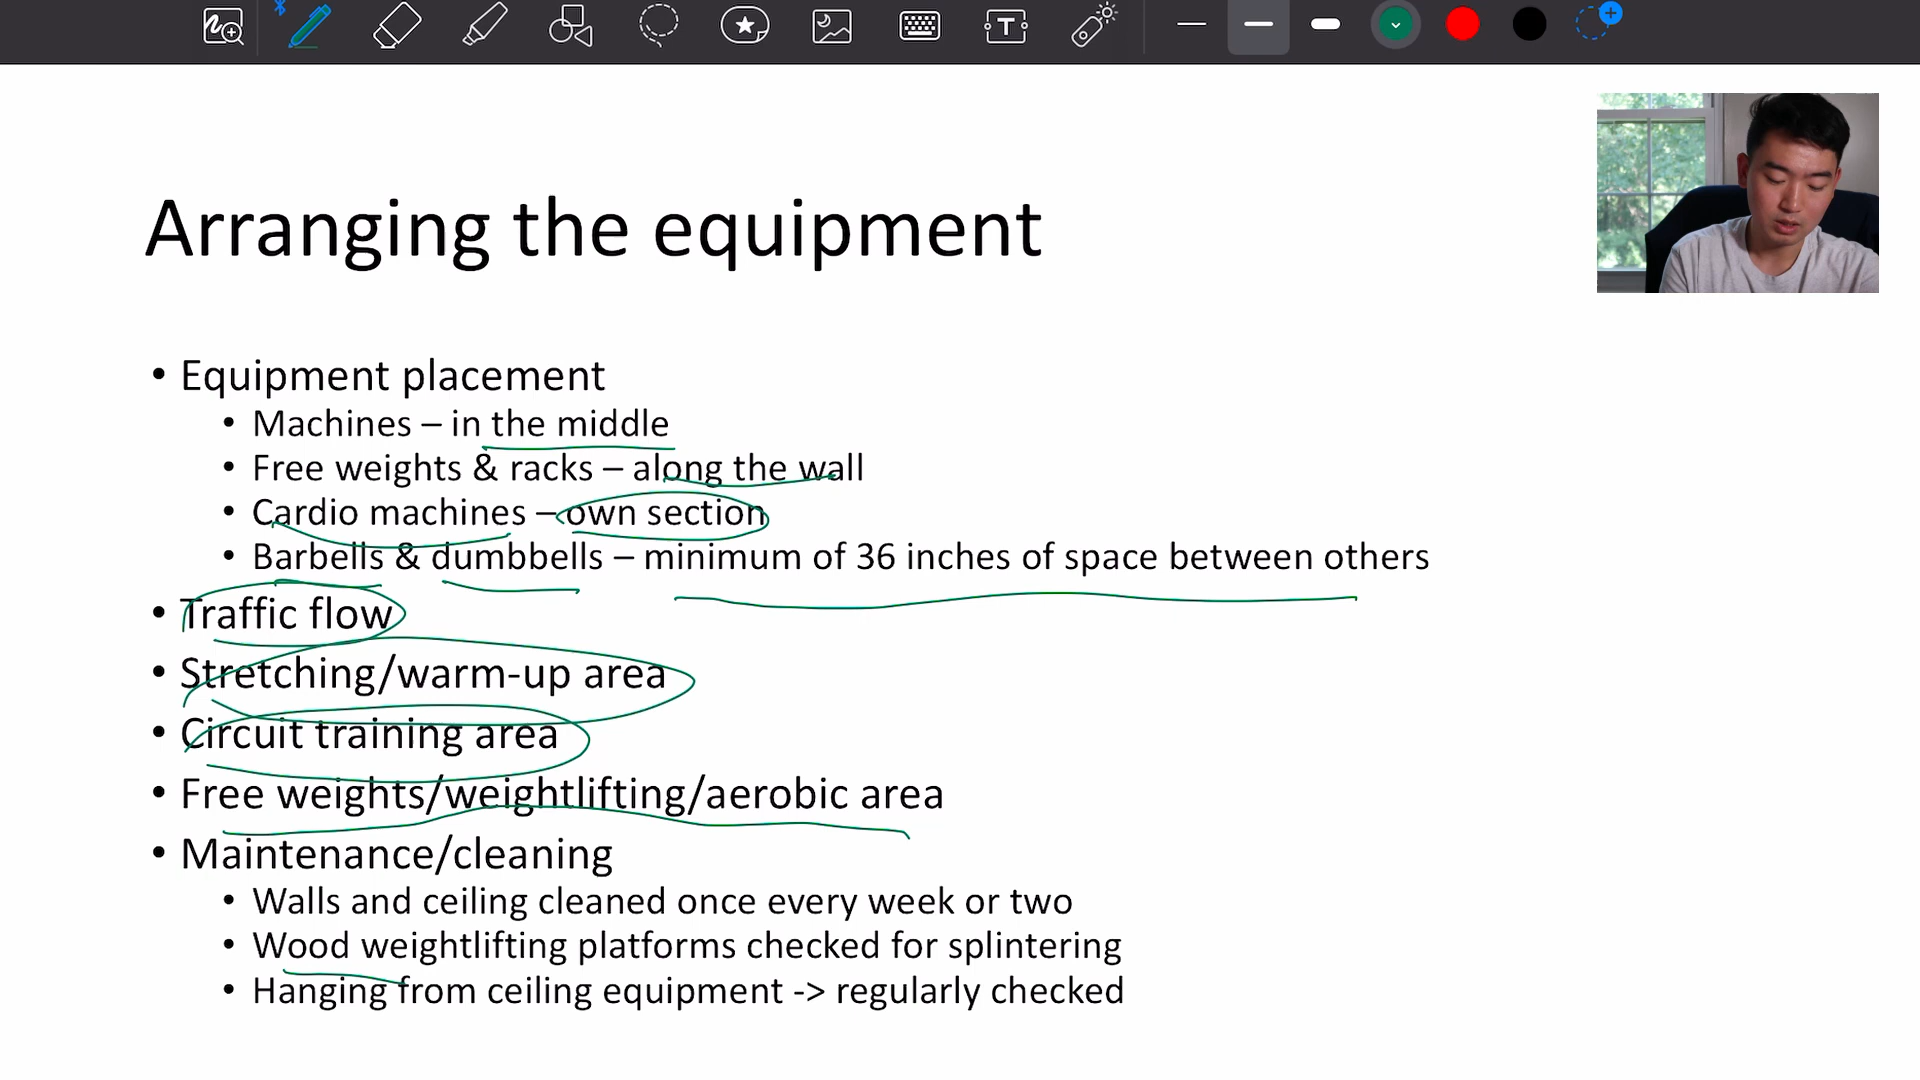 T
Arranging the equipment
• Equipment placement
• Machines – in the middle
• Free weights & racks – along the wall
• Cardio machines – own section
• Barbells & dumbbells – minimum of 36 inches of space between others
• Traffic flow
• Stretching/warm-up area
• Circuit training area
• Free weights/weightlifting/aerobic area
• Maintenance/cleaning
• Walls and ceiling cleaned once every week or two
• Wood weightlifting platforms checked for splintering
• Hanging from ceiling equipment -> regularly checked